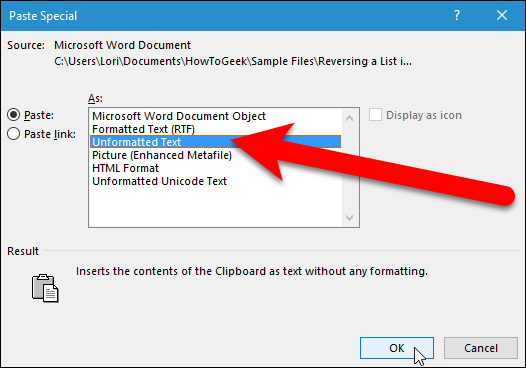 Paste Special
Source: Microsoft Word Document
C:\Users\Lori\Documents\HowToGeek\Sample Files\Reversing a List i...
As:
Paste:
Paste link:
Microsoft Word Document Object
Formatted Text (RTF)
Unformatted Text
Picture (Enhanced Metafile)
HTML Format
Unformatted Unicode Text
Display as icon
Result
Inserts the contents of the Clipboard as text without any formatting.
OK Cancel